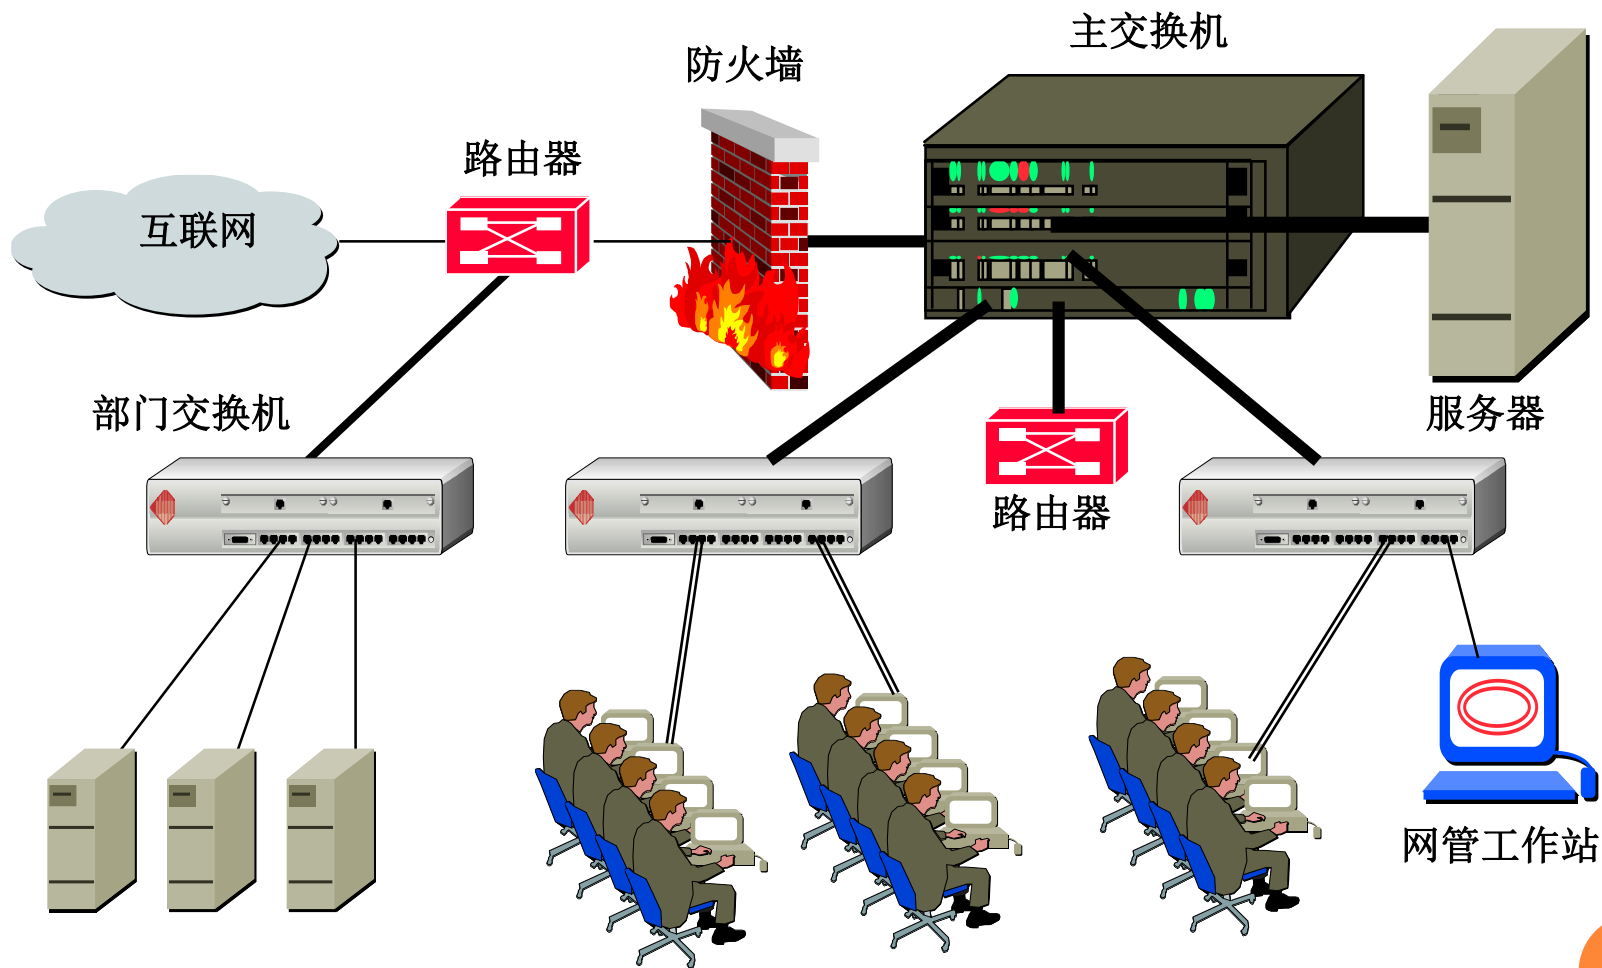 主交换机
防火墙
路由器
互联网
部门交换机
服务器
路由器
网管工作站